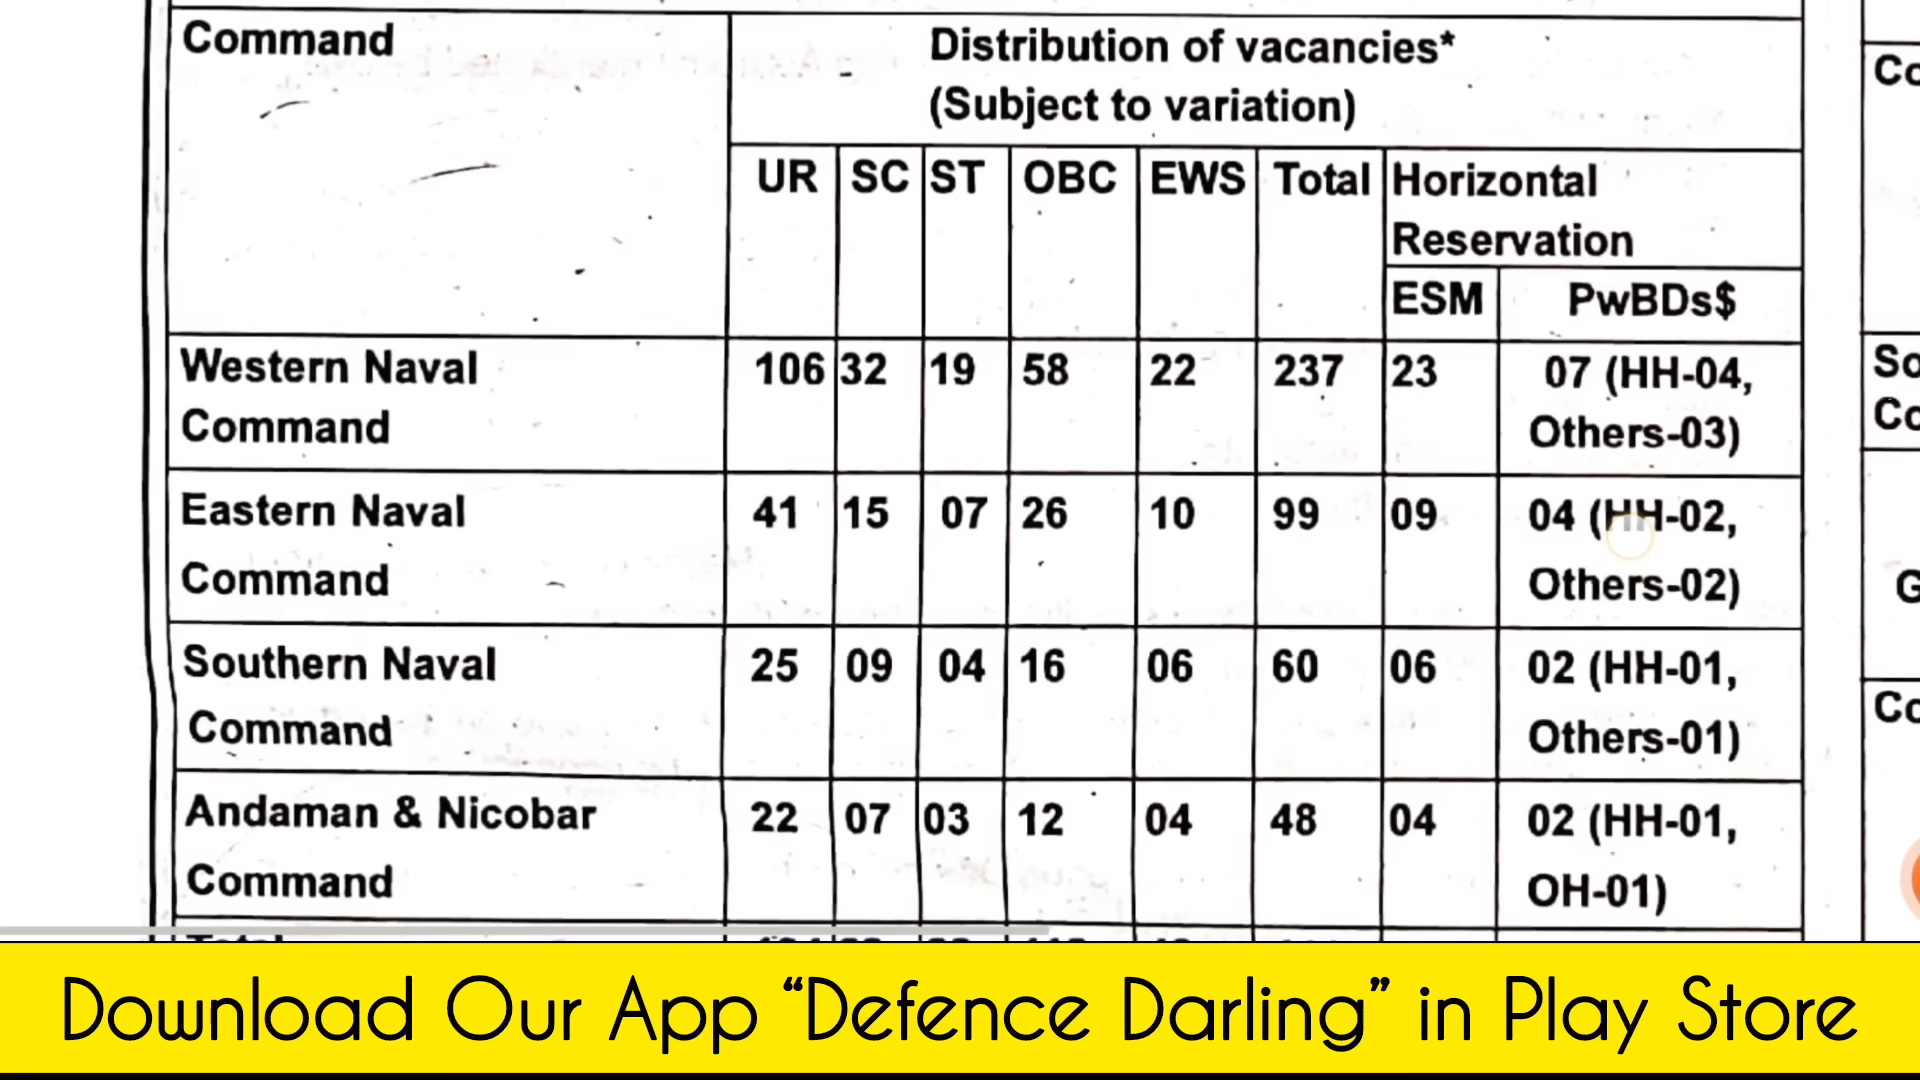 Command
Distribution of vacancies*
(Subject to variation)
UR SC ST OBC EWS Total Horizontal
Reservation
ESM PwBDs$
Western Naval 106 32 19 58 22 237 23 07 (HH-04,
Command Others-03)
Eastern Naval 41 15 07 26 10 99 09 04 (HH-02,
Command Others-02)
Southern Naval 25 09 04 16 06 60 06 02 (HH-01,
Command Others-01)
Andaman & Nicobar 22 07 03 12 04 48 04 02 (HH-01,
Command OH-01)
Co
So
Co
G
Co
Download Our App “Defence Darling” in Play Store